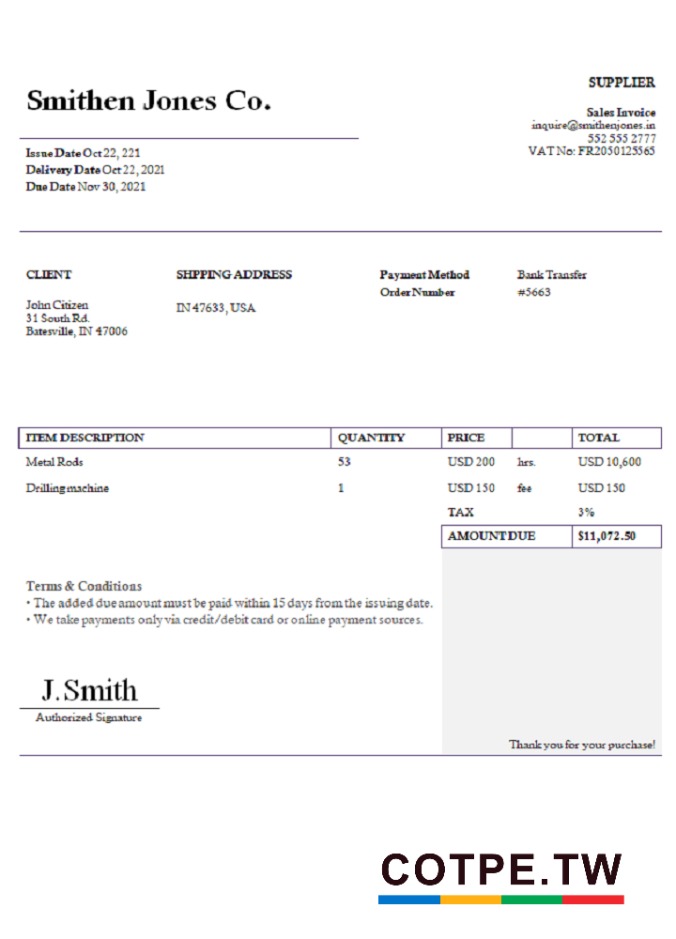 Smithen Jones Co.
SUPPLIER
Sales Invoice
inquire@smithenjones.in
552 555 2777
VAT No: FR2050125565
Issue Date Oct 22, 221
Delivery Date Oct 22, 2021
Due Date Nov 30, 2021
CLIENT
John Citizen
31 South Rd.
Batesville, IN 47006
SHIPPING ADDRESS
IN 47633, USA
Payment Method Bank Transfer
Order Number #5663
ITEM DESCRIPTION QUANTITY PRICE TOTAL
Metal Rods 53 USD 200 hrs. USD 10,600
Drilling machine 1 USD 150 fee USD 150
TAX 3%
AMOUNT DUE $11,072.50
Terms & Conditions
• The added due amount must be paid within 15 days from the issuing date.
• We take payments only via credit/debit card or online payment sources.
J. Smith
Authorized Signature
Thank you for your purchase!
COTPE.TW